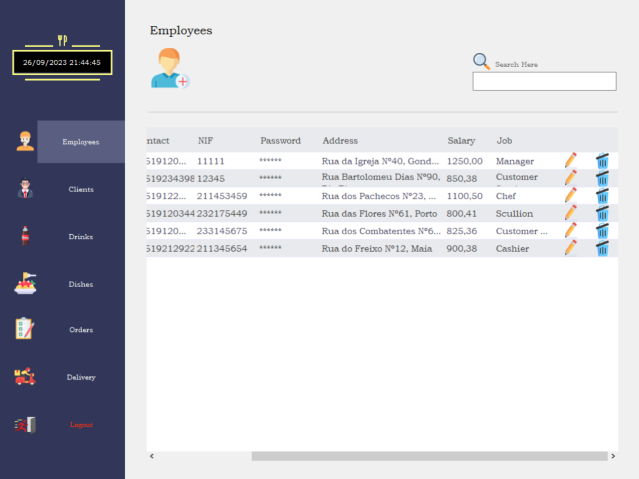 Employees
26/09/2023 21:44:45
Search Here
Employees
Clients
Drinks
Dishes
Orders
Delivery
Logout
ntact NIF Password Address Salary Job
519120... 11111 ****** Rua da Igreja Nº40, Gond... 1250,00 Manager
519234398 12345 ****** Rua Bartolomeu Dias Nº90, 850,38 Customer
519122... 211453459 ****** Rua dos Pachecos Nº23, ... 1100,50 Chef
519120344 232175449 ****** Rua das Flores Nº61, Porto 800,41 Scullion
519120... 233145675 ****** Rua dos Combatentes Nº6... 825,36 Customer ...
519212922 211345654 ****** Rua do Freixo Nº12, Maia 900,38 Cashier